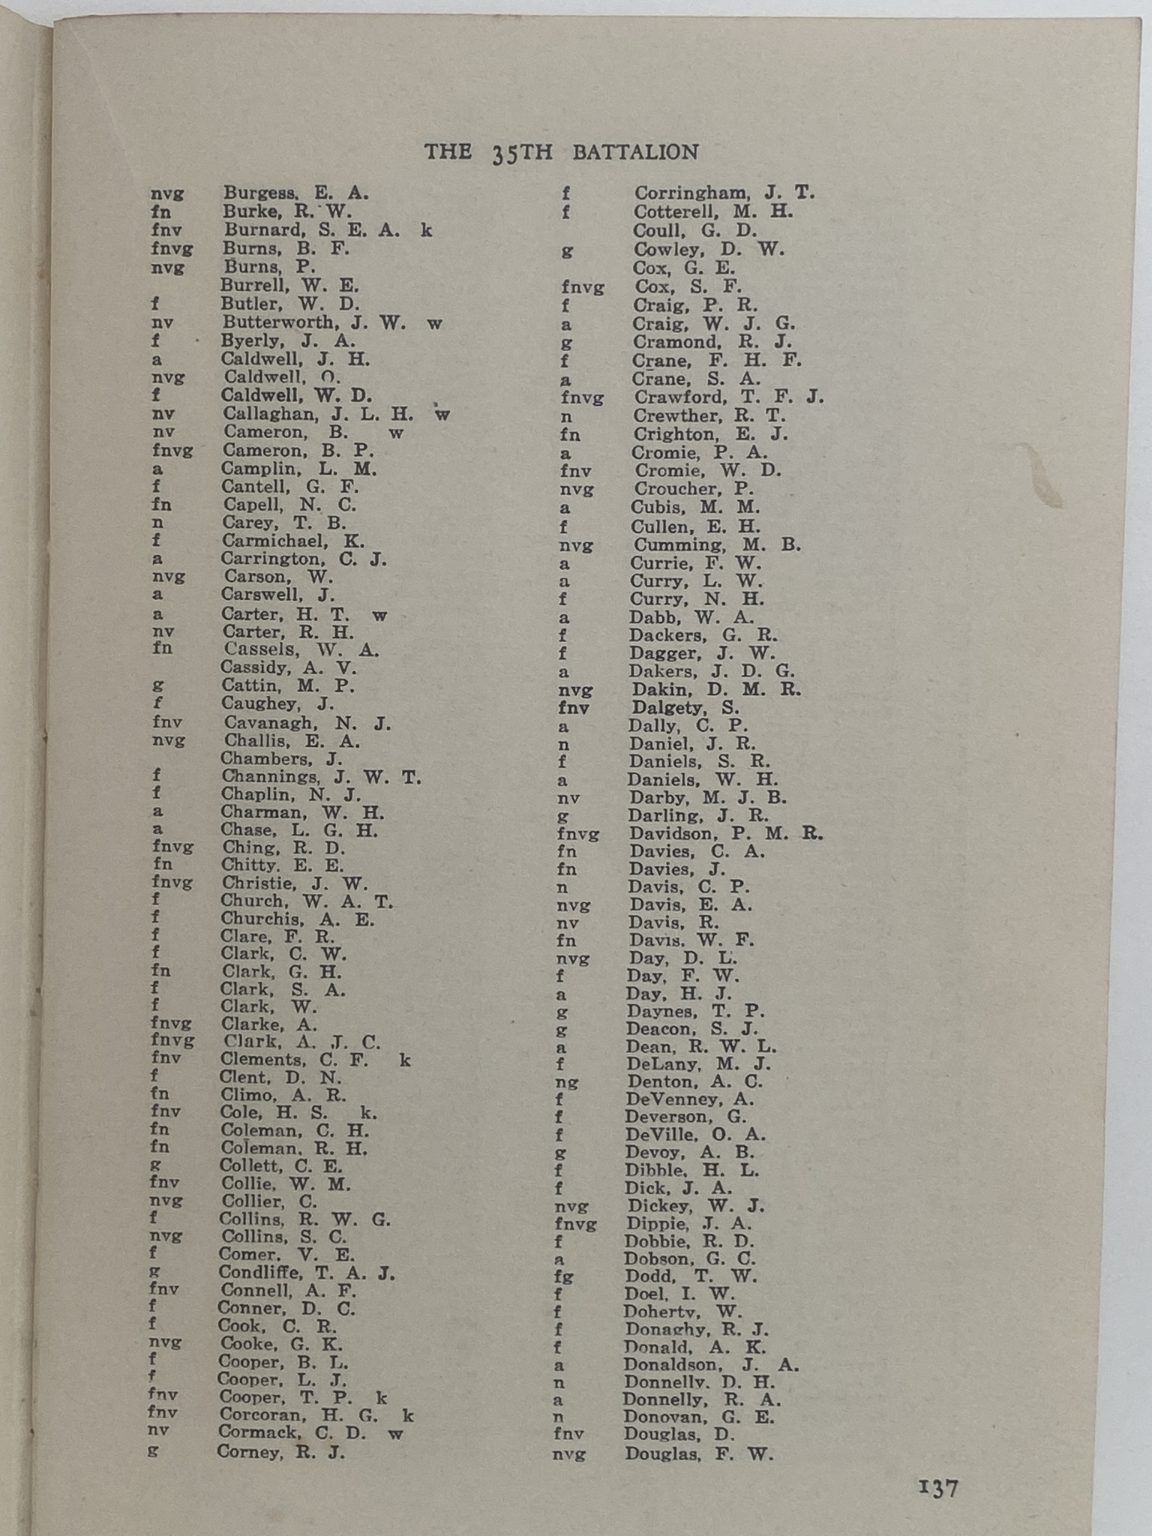 THE 35TH BATTALION
nvg Burgess, E. A.
fn Burke, R. W.
fnv Burnard, S. E. A. k
fnvg Burns, B. F.
nvg Burns, P.
Burrell, W. E.
f Butler, W. D.
nv Butterworth, J. W. w
f Byerly, J. A.
a Caldwell, J. H.
nvg Caldwell, O.
f Caldwell, W. D.
nv Callaghan, J. L. H. w
nv Cameron, B. w
fnvg Cameron, B. P.
a Camplin, L. M.
f Cantell, G. F.
fn Capell, N. C.
n Carey, T. B.
f Carmichael, K.
a Carrington, C. J.
nvg Carson, W.
a Carswell, J.
a Carter, H. T. w
nv Carter, R. H.
fn Cassels, W. A.
Cassidy, A. V.
g Cattin, M. P.
f Caughey, J.
fnv Cavanagh, N. J.
nvg Challis, E. A.
Chambers, J.
f Channings, J. W. T.
f Chaplin, N. J.
a Charman, W. H.
a Chase, L. G. H.
fnvg Ching, R. D.
fn Chitty. E. E.
fnvg Christie, J. W.
f Church, W. A. T.
f Churchis, A. E.
f Clare, F. R.
f Clark, C. W.
fn Clark, G. H.
f Clark, S. A.
f Clark, W.
fnvg Clarke, A.
fnvg Clark, A. J. C.
fnv Clements, C. F. k
f Clent, D. N.
fn Climo, A. R.
fnv Cole, H. S. k.
fn Coleman, C. H.
fn Coleman, R. H.
g Collett, C. E.
fnv Collie, W. M.
nvg Collier, C.
f Collins, R. W. G.
nvg Collins, S. C.
f Comer, V. E.
g Condliffe, T. A. J.
fnv Connell, A. F.
f Conner, D. C.
f Cook, C. R.
nvg Cooke, G. K.
f Cooper, B. L.
f Cooper, L. J.
fnv Cooper, T. P. k
fnv Corcoran, H. G. k
nv Cormack, C. D. w
g Corney, R. J.
f Corringham, J. T.
f Cotterell, M. H.
Coull, G. D.
g Cowley, D. W.
Cox, G. E.
fnvg Cox, S. F.
f Craig, P. R.
a Craig, W. J. G.
g Cramond, R. J.
f Crane, F. H. F.
a Crane, S. A.
fnvg Crawford, T. F. J.
n Crewther, R. T.
fn Crighton, E. J.
a Cromie, P. A.
fnv Cromie, W. D.
nvg Croucher, P.
a Cubis, M. M.
f Cullen, E. H.
nvg Cumming, M. B.
a Currie, F. W.
a Curry, L. W.
f Curry, N. H.
a Dabb, W. A.
f Dackers, G. R.
f Dagger, J. W.
a Dakers, J. D. G.
nvg Dakin, D. M. R.
fnv Dalgety, S.
a Dally, C. P.
n Daniel, J. R.
f Daniels, S. R.
a Daniels, W. H.
nv Darby, M. J. B.
g Darling, J. R.
fnvg Davidson, P. M. R.
fn Davies, C. A.
fn Davies, J.
n Davis, C. P.
nvg Davis, E. A.
nv Davis, R.
fn Davis, W. F.
nvg Day, D. L.
f Day, F. W.
a Day, H. J.
g Daynes, T. P.
g Deacon, S. J.
a Dean, R. W. L.
f DeLany, M. J.
ng Denton, A. C.
f DeVenney, A.
f Deverson, G.
f DeVille, O. A.
g Devoy, A. B.
f Dibble, H. L.
f Dick, J. A.
nvg Dickey, W. J.
fnvg Dippie, J. A.
f Dobbie, R. D.
a Dobson, G. C.
fg Dodd, T. W.
f Doel, I. W.
f Doherty, W.
f Donaghy, R. J.
f Donald, A. K.
a Donaldson, J. A.
n Donnelly, D. H.
a Donnelly, R. A.
n Donovan, G. E.
fnv Douglas, D.
nvg Douglas, F. W.
137